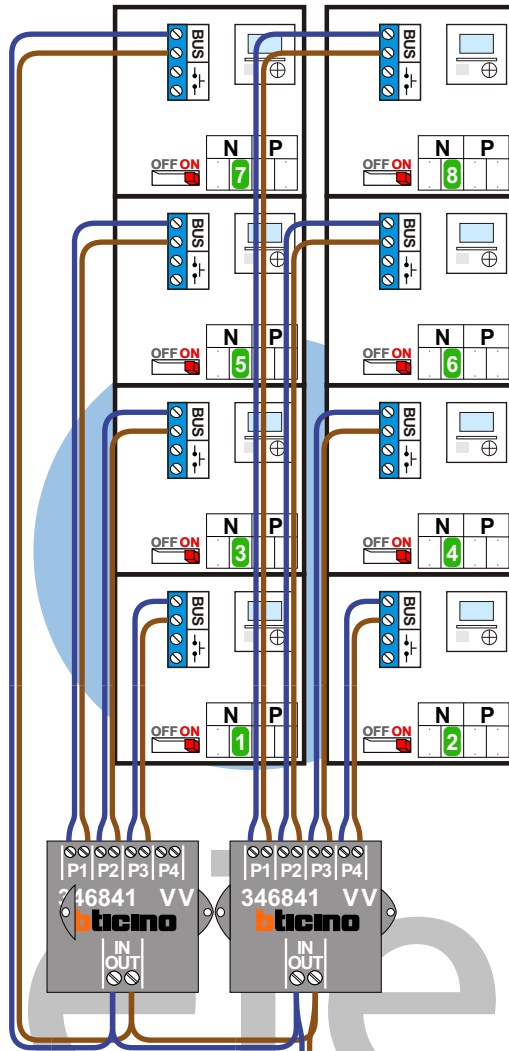 BUS
BUS
N P
N P
OFF ON
7
OFF ON
8
BUS
BUS
N P
N P
OFF ON
5
OFF ON
6
BUS
BUS
N P
N P
OFF ON
3
OFF ON
4
BUS
BUS
N P
N P
OFF ON
1
OFF ON
2
P1 P2 P3 P4
P1 P2 P3 P4
346841 VV
346841 VV
bticino
bticino
IN
OUT
IN
OUT